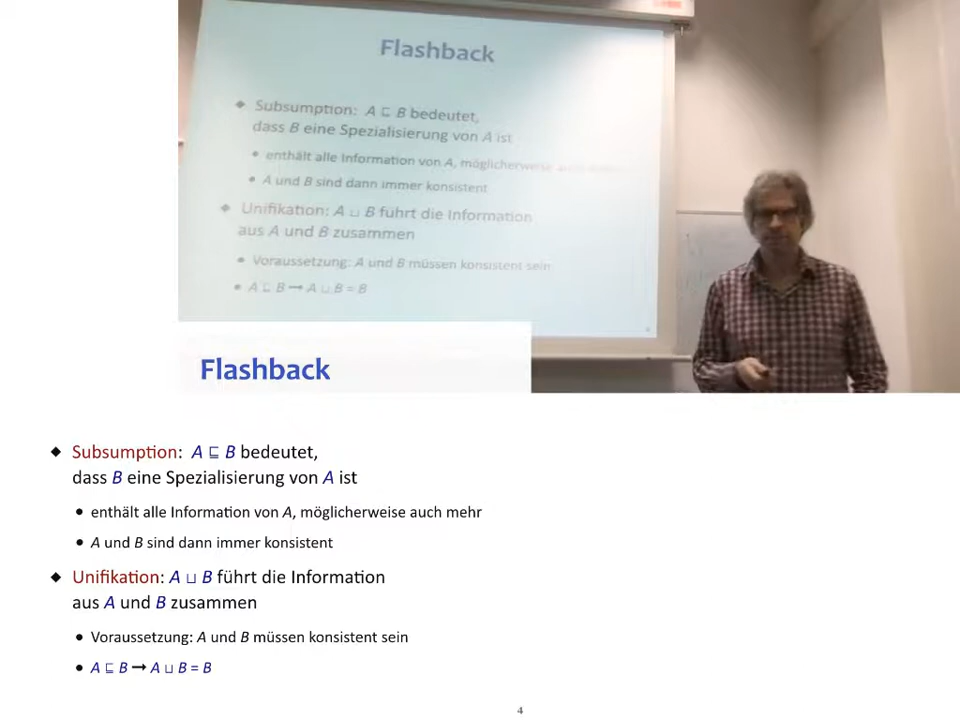 Flashback
Subsumption: A ⊑ B bedeutet,
dass B eine Spezialisierung von A ist
enthält alle Information von A, möglicherweise
A und B sind dann immer konsistent
Unifikation: A ⊔ B führt die Information
aus A und B zusammen
Voraussetzung: A und B müssen konsistent sein
A ⊑ B → A ⊔ B = B
Flashback
◆ Subsumption: A ⊑ B bedeutet,
dass B eine Spezialisierung von A ist
• enthält alle Information von A, möglicherweise auch mehr
• A und B sind dann immer konsistent
◆ Unifikation: A ⊔ B führt die Information
aus A und B zusammen
• Voraussetzung: A und B müssen konsistent sein
• A ⊑ B → A ⊔ B = B
4